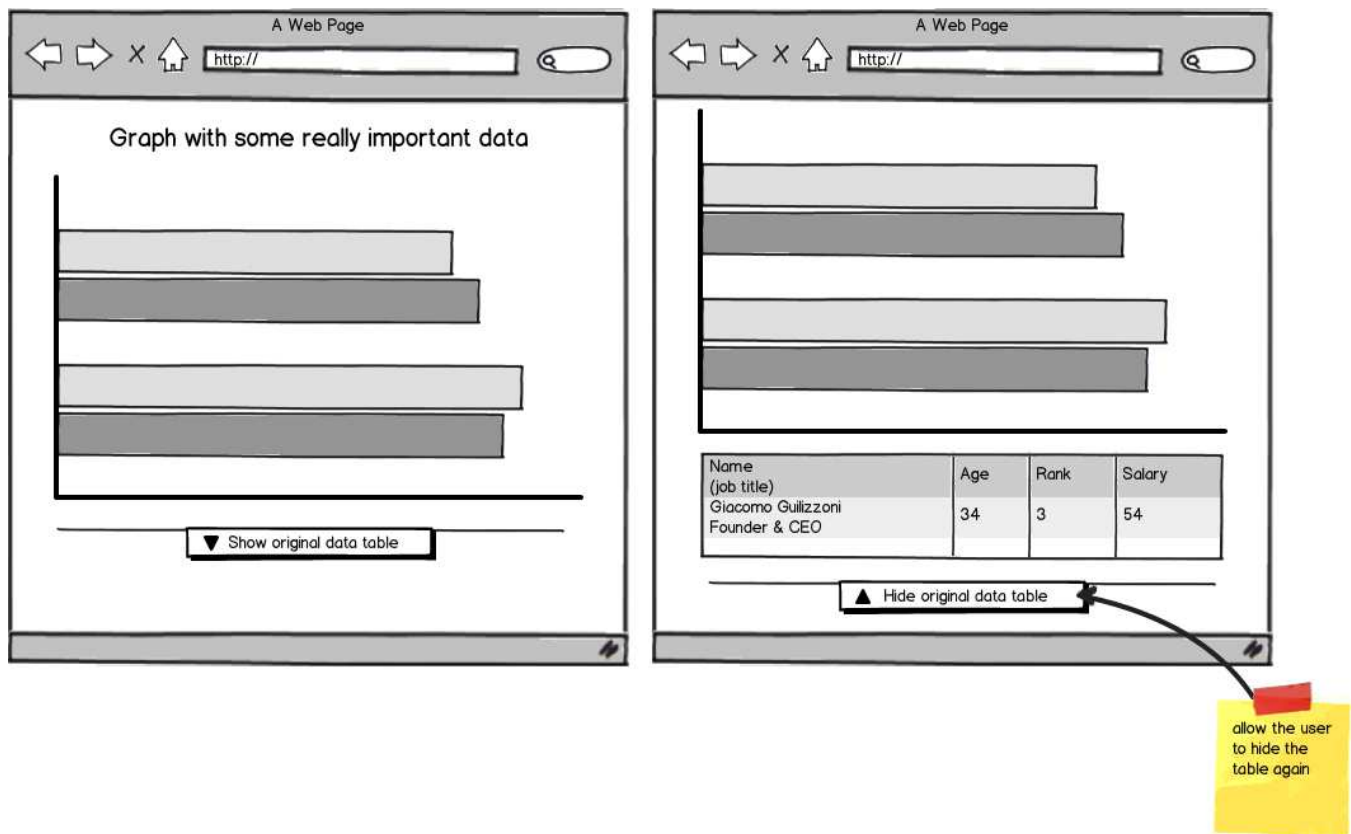 A Web Page
http://
Graph with some really important data
▼ Show original data table
A Web Page
http://
Name
(job title)
Age
Rank
Salary
Giacomo Guilizzoni
Founder & CEO
34
3
54
▲ Hide original data table
allow the user
to hide the
table again